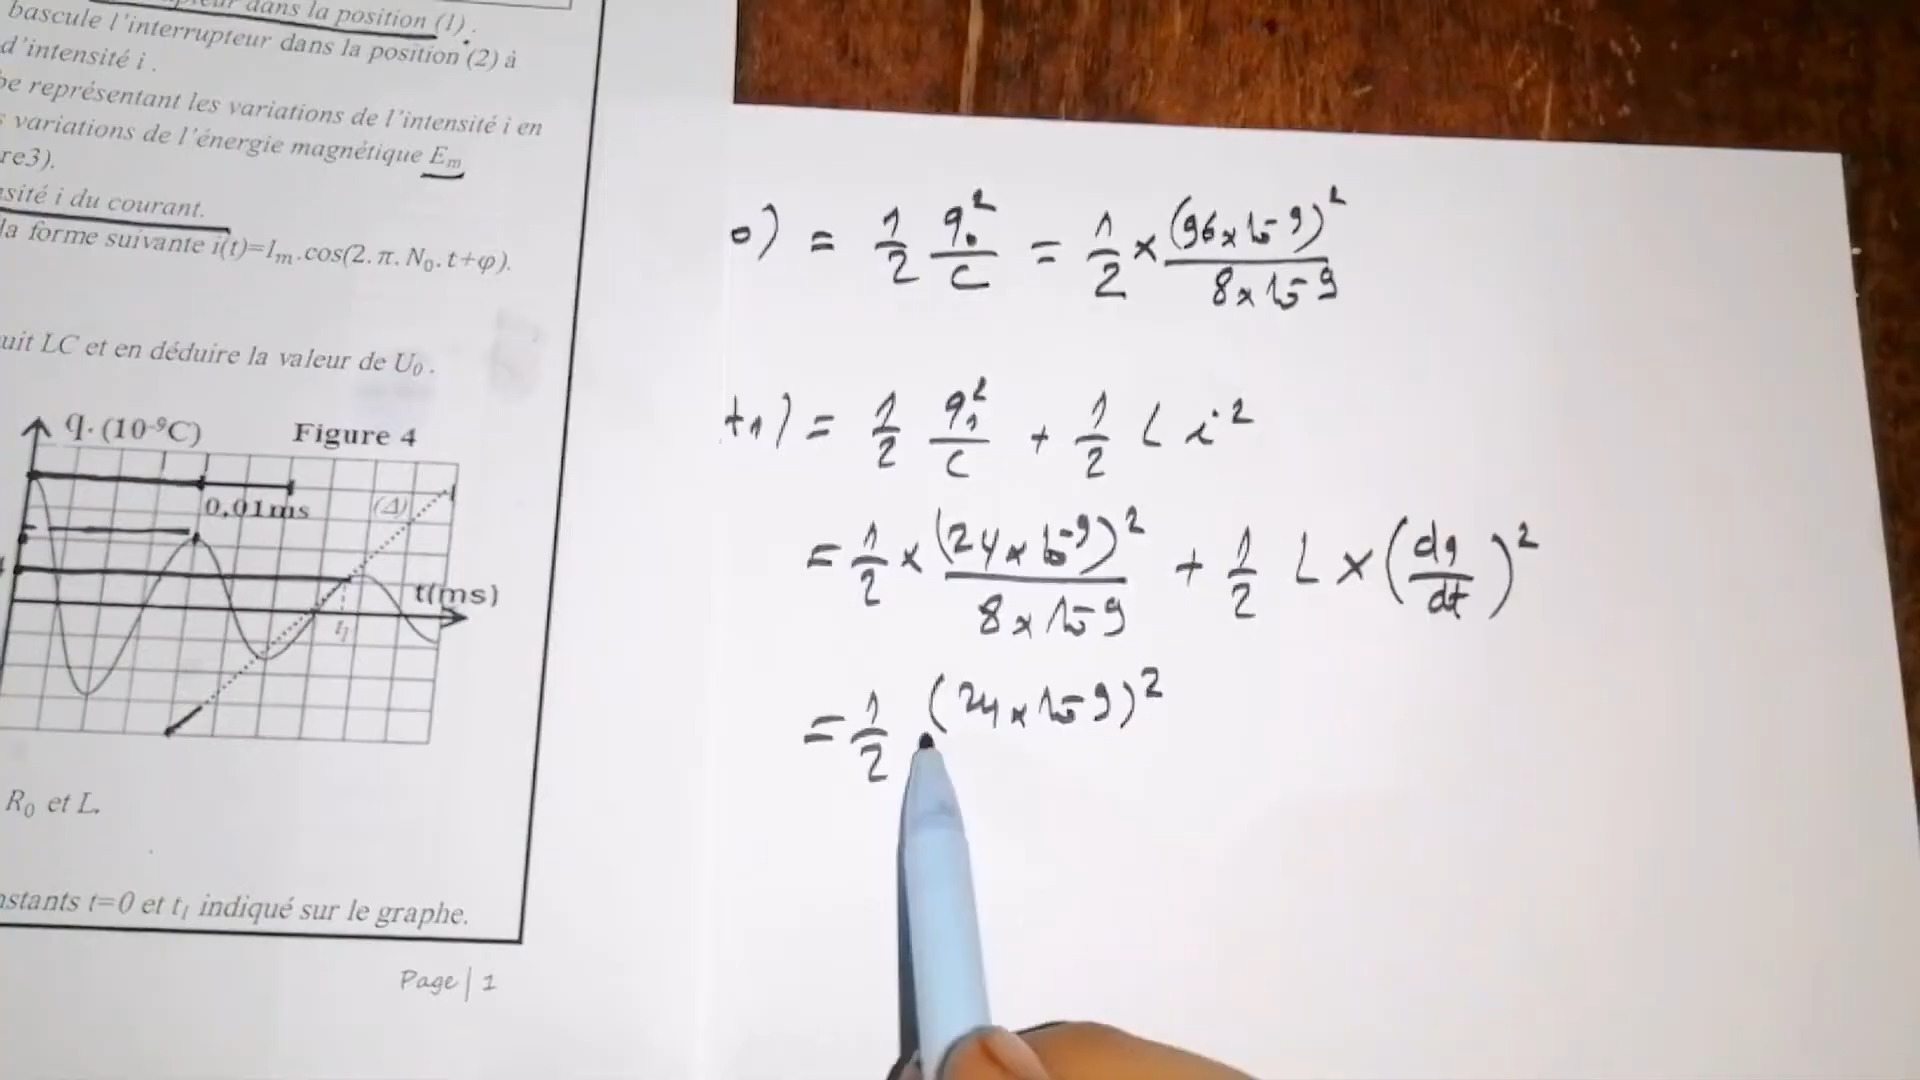 dans la position (1).
bascule l'interrupteur dans la position (2) à
d'intensité i .
représentant les variations de l'intensité i en
variations de l'énergie magnétique Em
re3).
sité i du courant.
la forme suivante i(t)=Im.cos(2.π.N0.t+φ).
uit LC et en déduire la valeur de U0 .
q.(10⁻⁹C) Figure 4
0,01ms (Δ)
t(ms)
t1
R0 et L.
nstants t=0 et t1 indiqué sur le graphe.
Page | 1
0) = 1/2 q0²/C = 1/2 × (96×10⁻⁹)²/8×10⁻⁹
t1) = 1/2 q1²/C + 1/2 L i²
= 1/2 × (24×10⁻⁹)²/8×10⁻⁹ + 1/2 L × (dq/dt)²
= 1/2 (24×10⁻⁹)²